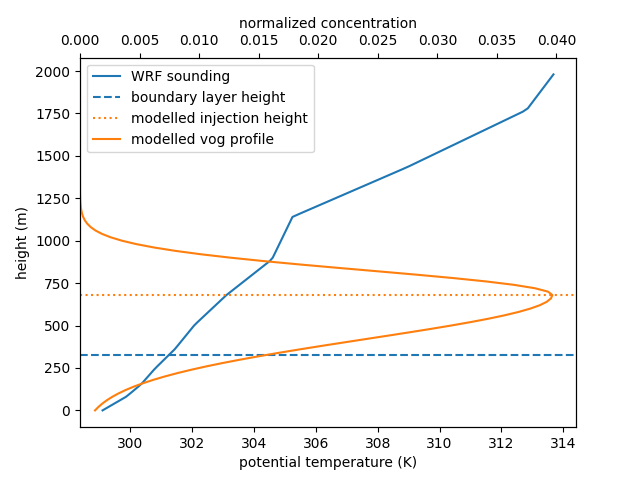 normalized concentration
0.000 0.005 0.010 0.015 0.020 0.025 0.030 0.035 0.040
2000
1750
1500
1250
1000
750
500
250
0
height (m)
WRF sounding
boundary layer height
modelled injection height
modelled vog profile
300 302 304 306 308 310 312 314
potential temperature (K)